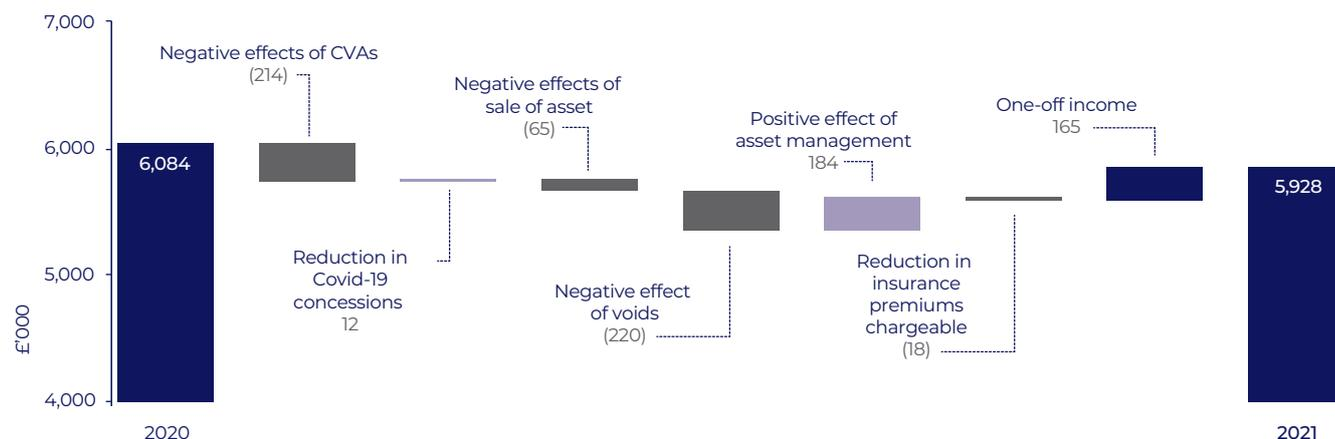 7,000
6,000
5,000
4,000
£'000
6,084
2020
Negative effects of CVAs
(214)
Reduction in
Covid-19
concessions
12
Negative effects of
sale of asset
(65)
Negative effect
of voids
(220)
Positive effect of
asset management
184
Reduction in
insurance
premiums
chargeable
(18)
One-off income
165
5,928
2021